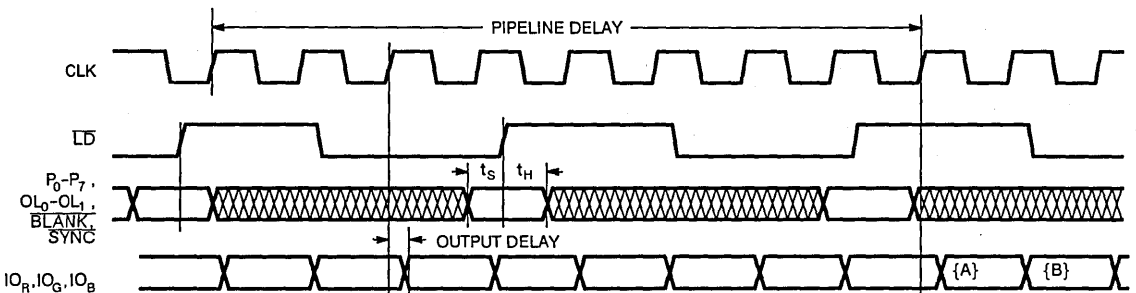 PIPELINE DELAY
CLK
LD
tS tH
P0-P7 ,
OL0-OL1 ,
BLANK,
SYNC
OUTPUT DELAY
IOR,IOG,IOB
{A} {B}